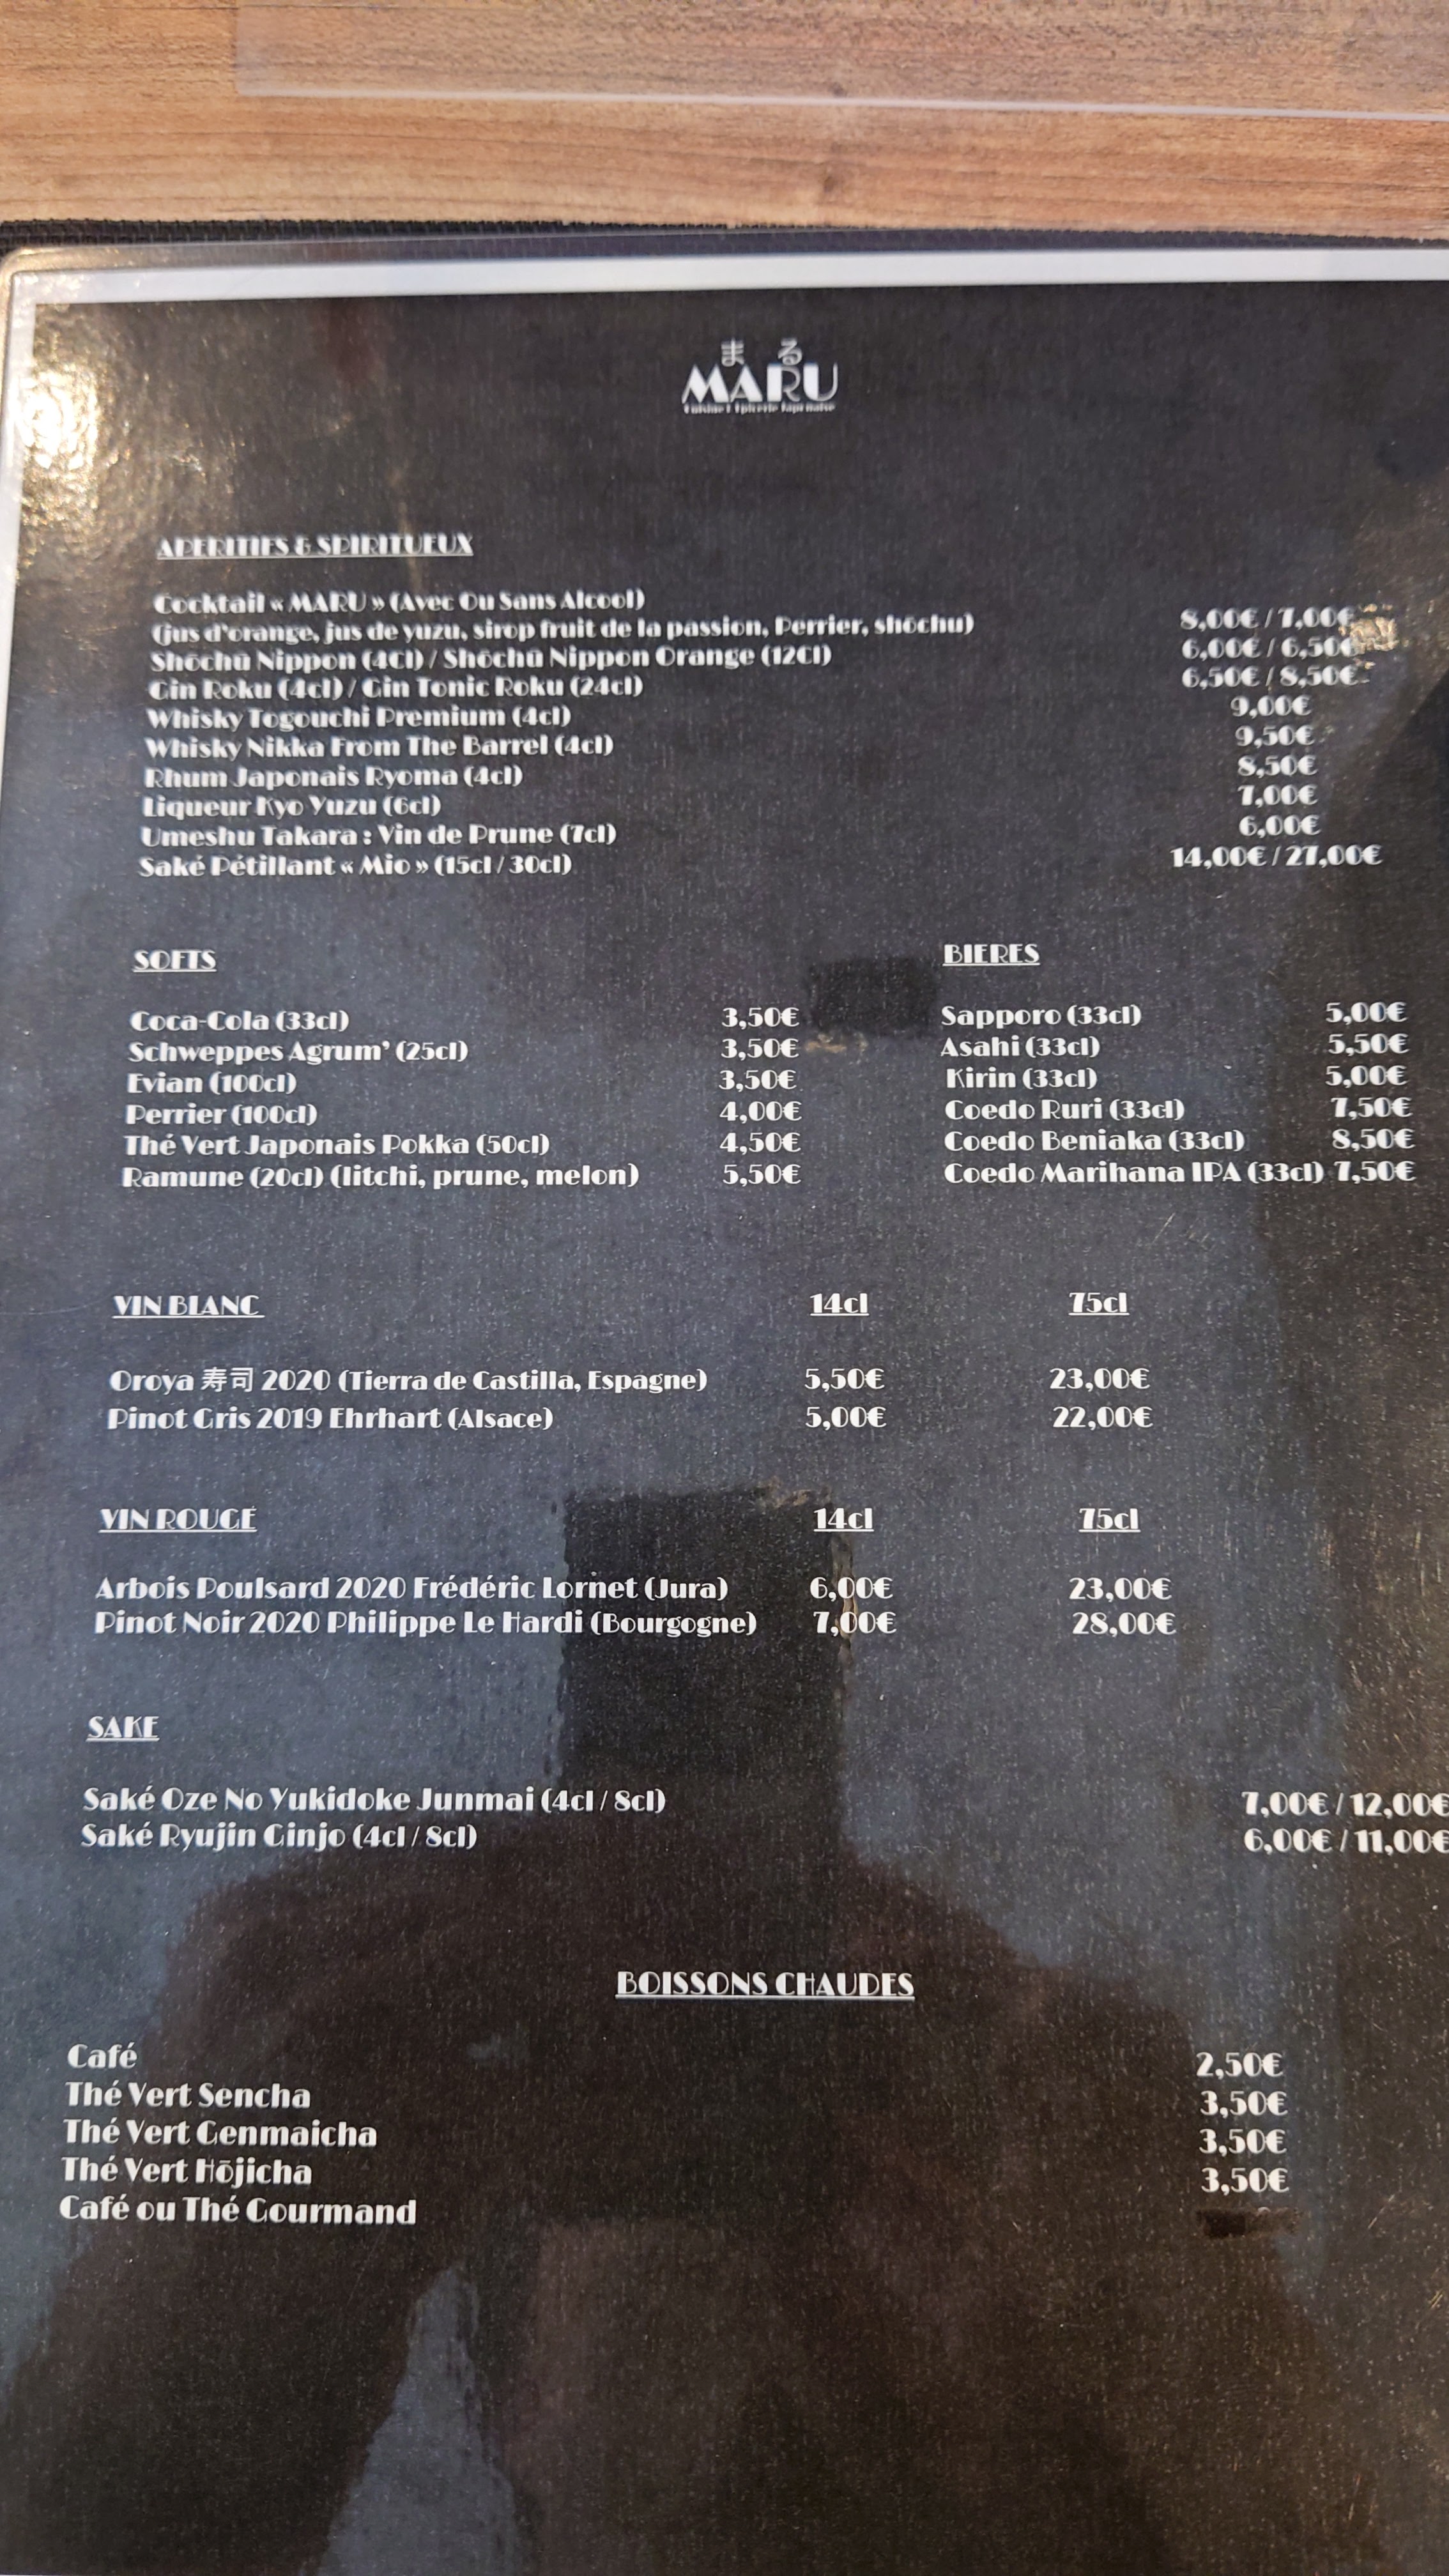 まる
MARU
Cuisine & Epicerie Japonaise
APERITIFS & SPIRITUEUX
Cocktail « MARU » (Avec Ou Sans Alcool)
(jus d'orange, jus de yuzu, sirop fruit de la passion, Perrier, shōchu) 8,00€ / 7,00€
Shōchū Nippon (4Cl) / Shōchū Nippon Orange (12Cl) 6,00€ / 6,50€
Gin Roku (4cl) / Gin Tonic Roku (24cl) 6,50€ / 8,50€
Whisky Togouchi Premium (4cl) 9,00€
Whisky Nikka From The Barrel (4cl) 9,50€
Rhum Japonais Ryoma (4cl) 8,50€
Liqueur Kyo Yuzu (6cl) 7,00€
Umeshu Takara : Vin de Prune (7cl) 6,00€
Saké Pétillant « Mio » (15cl / 30cl) 14,00€ / 27,00€
SOFTS
Coca-Cola (33cl) 3,50€
Schweppes Agrum' (25cl) 3,50€
Evian (100cl) 3,50€
Perrier (100cl) 4,00€
Thé Vert Japonais Pokka (50cl) 4,50€
Ramune (20cl) (litchi, prune, melon) 5,50€
BIERES
Sapporo (33cl) 5,00€
Asahi (33cl) 5,50€
Kirin (33cl) 5,00€
Coedo Ruri (33cl) 7,50€
Coedo Beniaka (33cl) 8,50€
Coedo Marihana IPA (33cl) 7,50€
VIN BLANC 14cl 75cl
Oroya 寿司 2020 (Tierra de Castilla, Espagne) 5,50€ 23,00€
Pinot Gris 2019 Ehrhart (Alsace) 5,00€ 22,00€
VIN ROUGE 14cl 75cl
Arbois Poulsard 2020 Frédéric Lornet (Jura) 6,00€ 23,00€
Pinot Noir 2020 Philippe Le Hardi (Bourgogne) 7,00€ 28,00€
SAKE
Saké Oze No Yukidoke Junmai (4cl / 8cl) 7,00€ / 12,00€
Saké Ryujin Ginjo (4cl / 8cl) 6,00€ / 11,00€
BOISSONS CHAUDES
Café 2,50€
Thé Vert Sencha 3,50€
Thé Vert Genmaicha 3,50€
Thé Vert Hōjicha 3,50€
Café ou Thé Gourmand